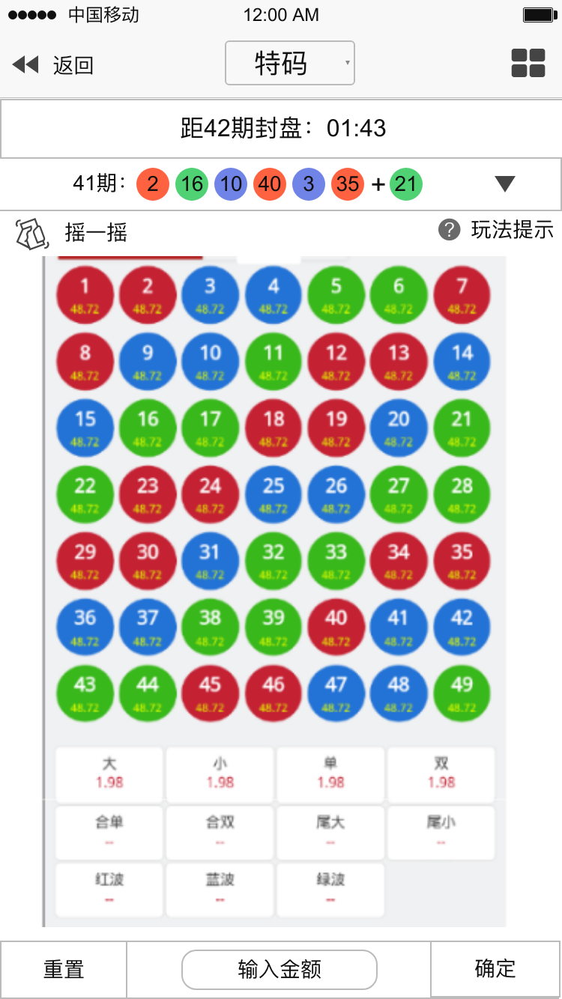 中国移动 12:00 AM
返回 特码
距42期封盘：01:43
41期： 2 16 10 40 3 35 + 21
摇一摇 ? 玩法提示
1 2 3 4 5 6 7
48.72 48.72 48.72 48.72 48.72 48.72 48.72
8 9 10 11 12 13 14
48.72 48.72 48.72 48.72 48.72 48.72 48.72
15 16 17 18 19 20 21
48.72 48.72 48.72 48.72 48.72 48.72 48.72
22 23 24 25 26 27 28
48.72 48.72 48.72 48.72 48.72 48.72 48.72
29 30 31 32 33 34 35
48.72 48.72 48.72 48.72 48.72 48.72 48.72
36 37 38 39 40 41 42
48.72 48.72 48.72 48.72 48.72 48.72 48.72
43 44 45 46 47 48 49
48.72 48.72 48.72 48.72 48.72 48.72 48.72
大 小 单 双
1.98 1.98 1.98 1.98
合单 合双 尾大 尾小
-- -- -- --
红波 蓝波 绿波
-- -- --
重置 输入金额 确定